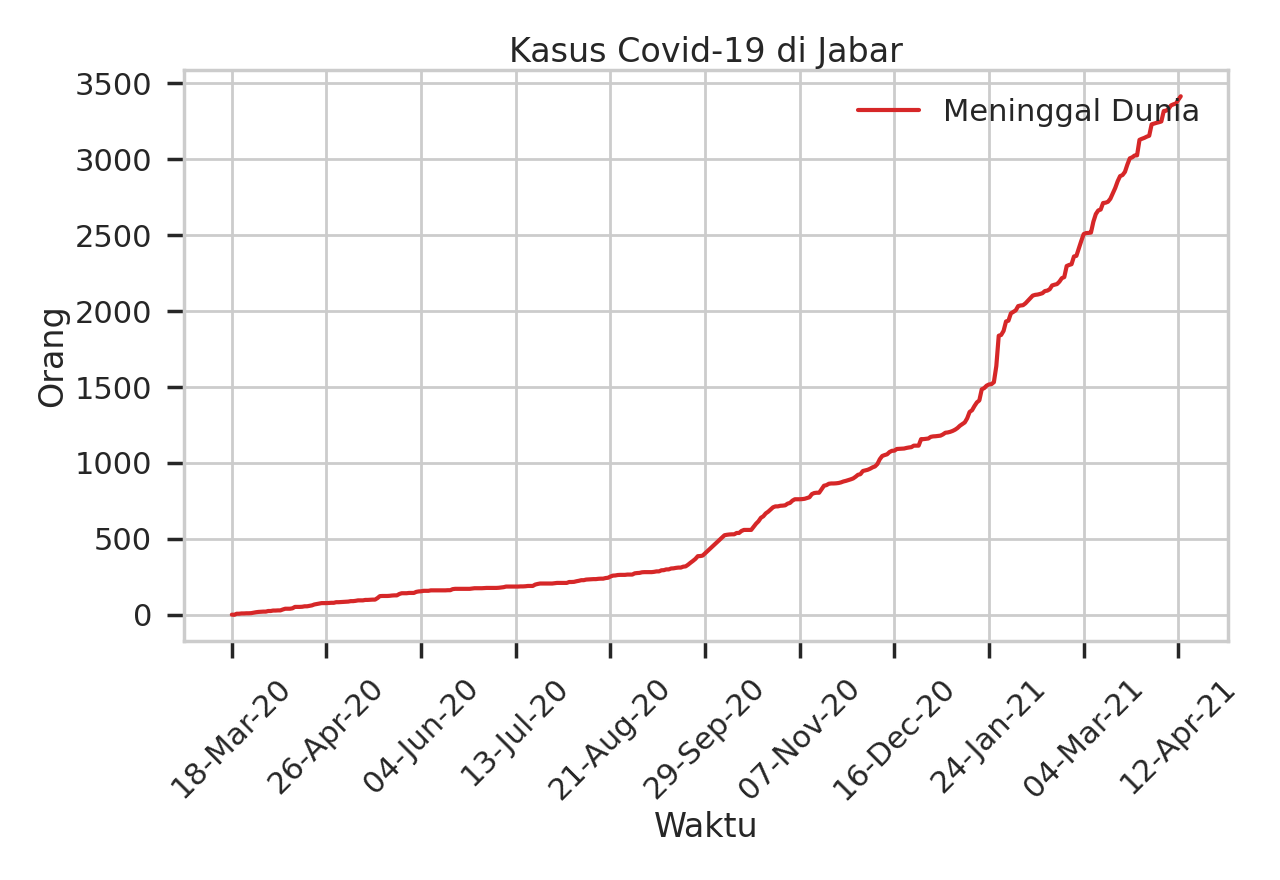 Kasus Covid-19 di Jabar
Meninggal Dunia
Orang
3500
3000
2500
2000
1500
1000
500
0
18-Mar-20
26-Apr-20
04-Jun-20
13-Jul-20
21-Aug-20
29-Sep-20
07-Nov-20
16-Dec-20
24-Jan-21
04-Mar-21
12-Apr-21
Waktu